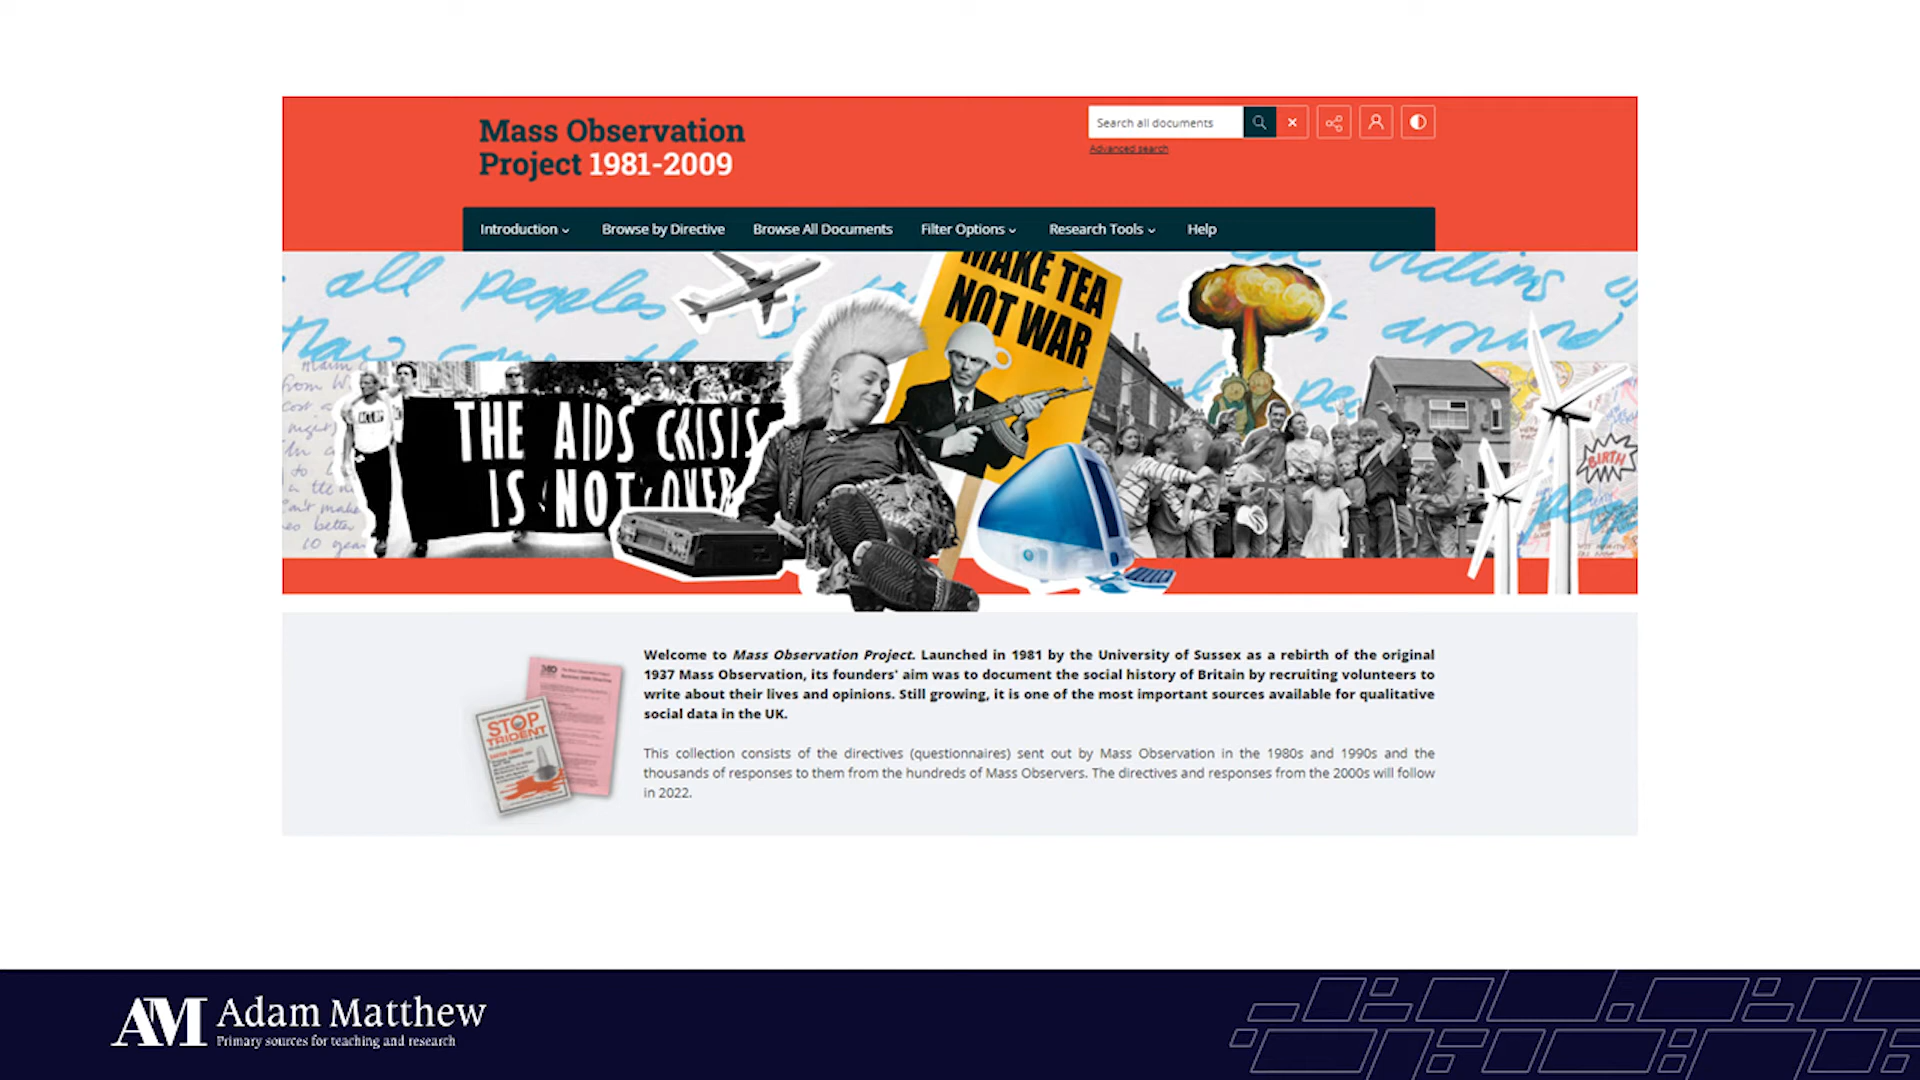 Mass Observation
Project 1981-2009
Search all documents
Advanced search
Introduction
Browse by Directive
Browse All Documents
Filter Options
Research Tools
Help
all peoples
MAKE TEA
NOT WAR
THE AIDS CRISIS
IS NOT OVER
BIRTH
STOP
TRIDENT
Welcome to Mass Observation Project. Launched in 1981 by the University of Sussex as a rebirth of the original
1937 Mass Observation, its founders' aim was to document the social history of Britain by recruiting volunteers to
write about their lives and opinions. Still growing, it is one of the most important sources available for qualitative
social data in the UK.
This collection consists of the directives (questionnaires) sent out by Mass Observation in the 1980s and 1990s and the
thousands of responses to them from the hundreds of Mass Observers. The directives and responses from the 2000s will follow
in 2022.
AM Adam Matthew
Primary sources for teaching and research